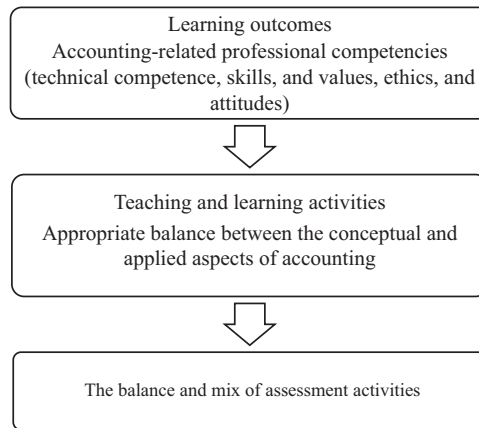 Learning outcomes
Accounting-related professional competencies
(technical competence, skills, and values, ethics, and
attitudes)
Teaching and learning activities
Appropriate balance between the conceptual and
applied aspects of accounting
The balance and mix of assessment activities